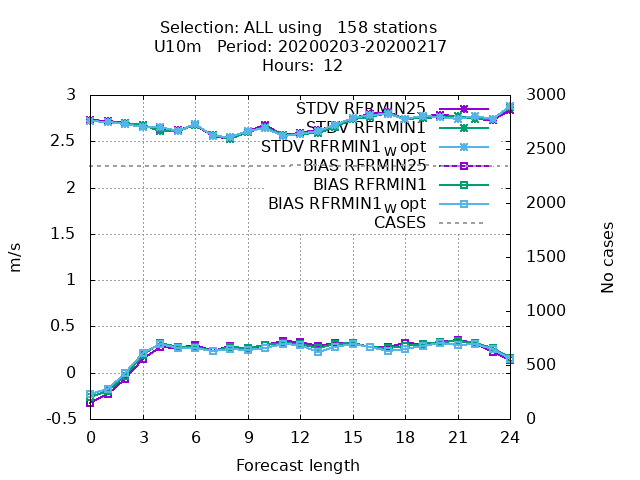 Selection: ALL using 158 stations
U10m Period: 20200203-20200217
Hours: 12
STDV RFRMIN25
STDV RFRMIN1
STDV RFRMIN1w opt
BIAS RFRMIN25
BIAS RFRMIN1
BIAS RFRMIN1w opt
CASES
3
2.5
2
1.5
1
0.5
0
-0.5
m/s
3000
2500
2000
1500
1000
500
0
No cases
0 3 6 9 12 15 18 21 24
Forecast length